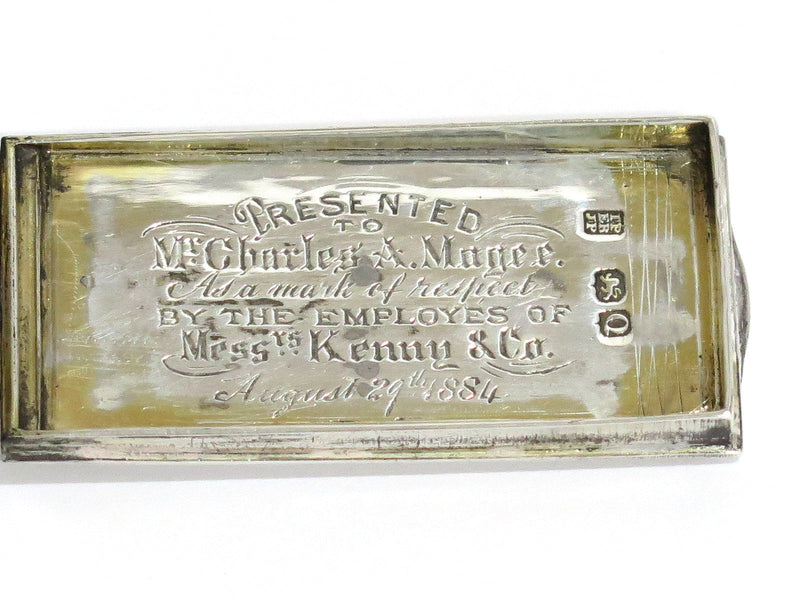 PRESENTED
TO
Mr. Charles A. Magee.
As a mark of respect
BY THE EMPLOYES OF
Messrs Kenny & Co.
August 29th 1884
Q